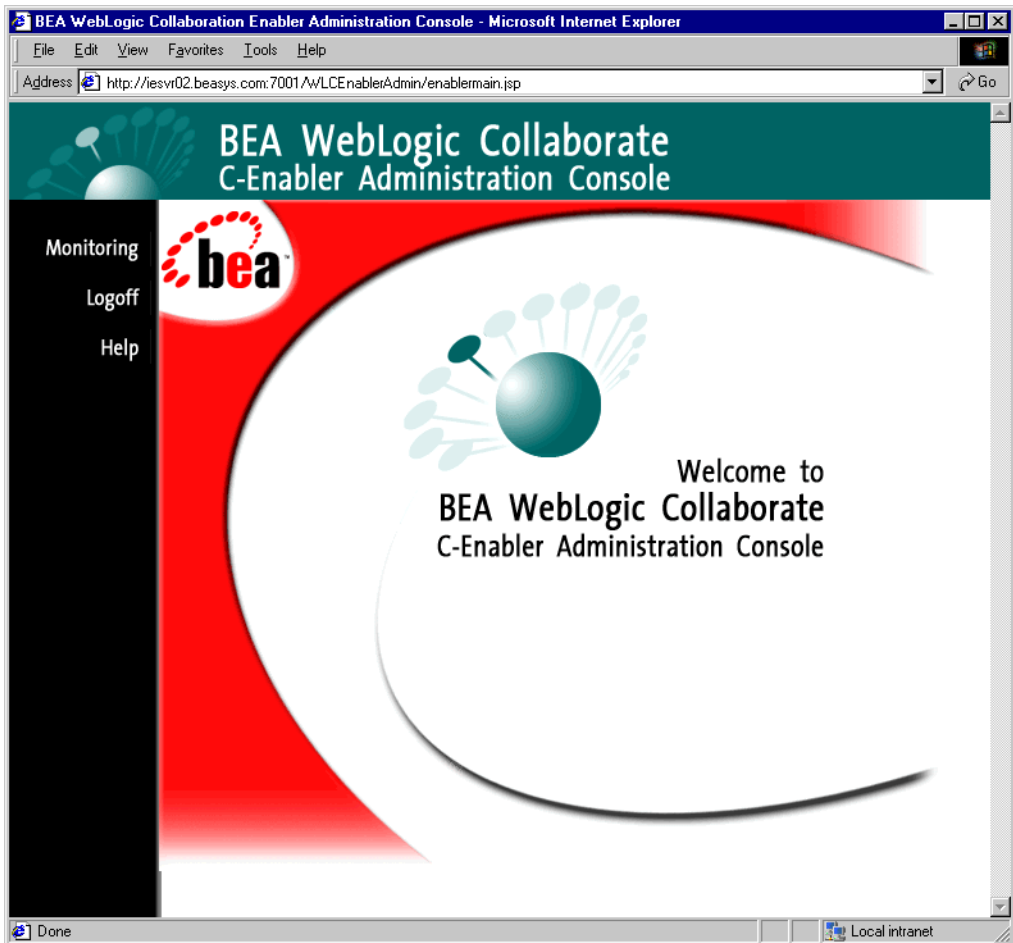 BEA WebLogic Collaboration Enabler Administration Console - Microsoft Internet Explorer
File Edit View Favorites Tools Help
Address http://iesvr02.beasys.com:7001/WLCEnablerAdmin/enablermain.jsp Go
BEA WebLogic Collaborate
C-Enabler Administration Console
Monitoring
Logoff
Help
bea
Welcome to
BEA WebLogic Collaborate
C-Enabler Administration Console
Done Local intranet